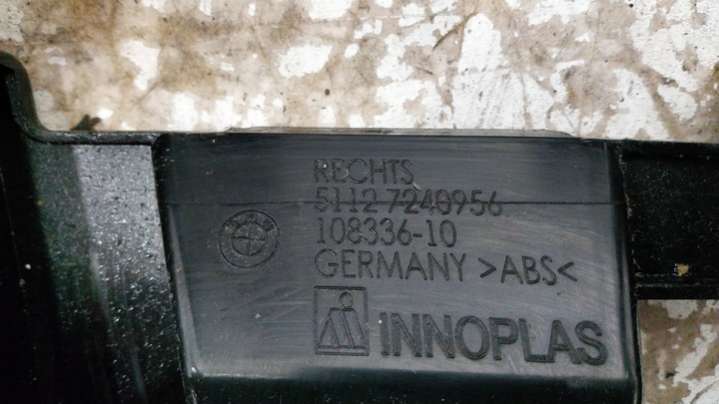 RECHTS
5112 7240956
108336-10
GERMANY >ABS<
INNOPLAS